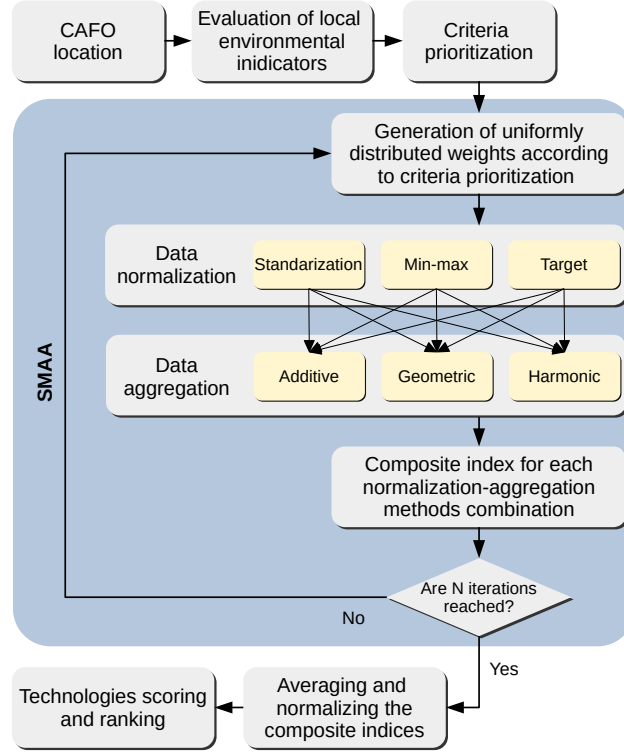 CAFO
location
Evaluation of local
environmental
inidicators
Criteria
prioritization
Generation of uniformly
distributed weights according
to criteria prioritization
Data
normalization
Standarization
Min-max
Target
Data
aggregation
Additive
Geometric
Harmonic
SMAA
Composite index for each
normalization-aggregation
methods combination
Are N iterations
reached?
No
Yes
Averaging and
normalizing the
composite indices
Technologies scoring
and ranking